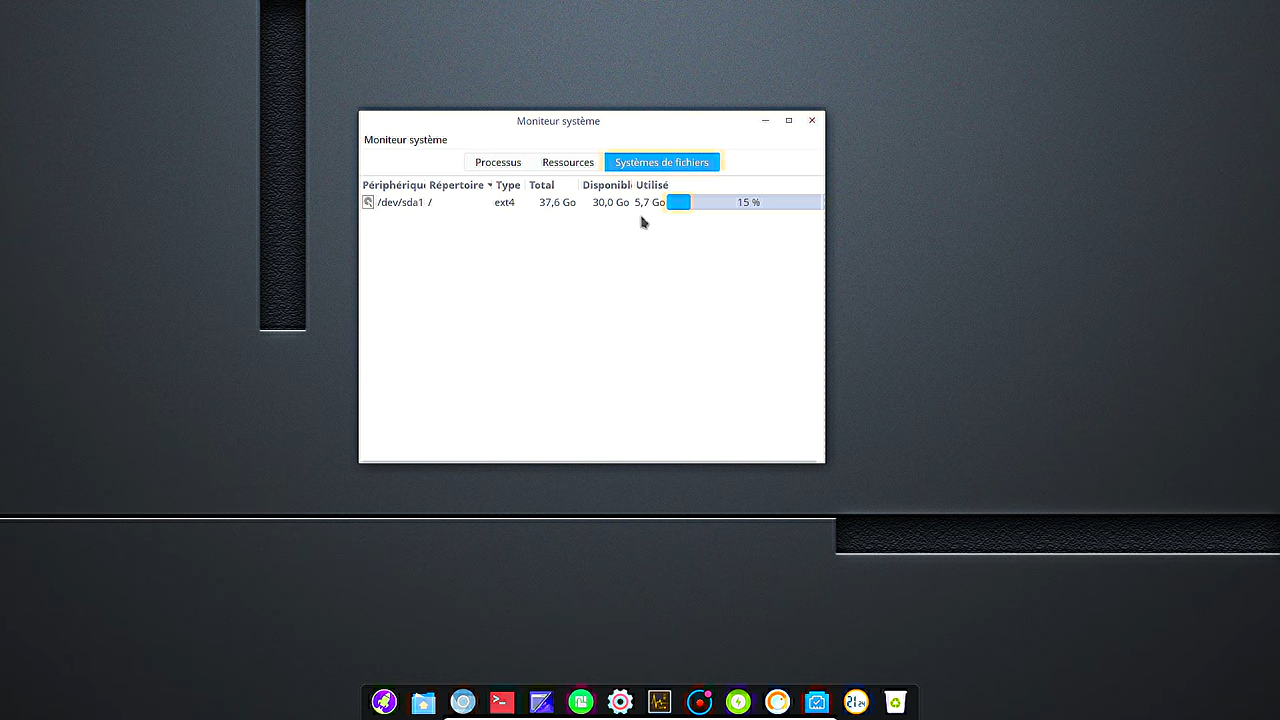 Moniteur système
Moniteur système
Processus Ressources Systèmes de fichiers
Périphériqu Répertoire Type Total Disponibl Utilisé
/dev/sda1 / ext4 37,6 Go 30,0 Go 5,7 Go 15 %